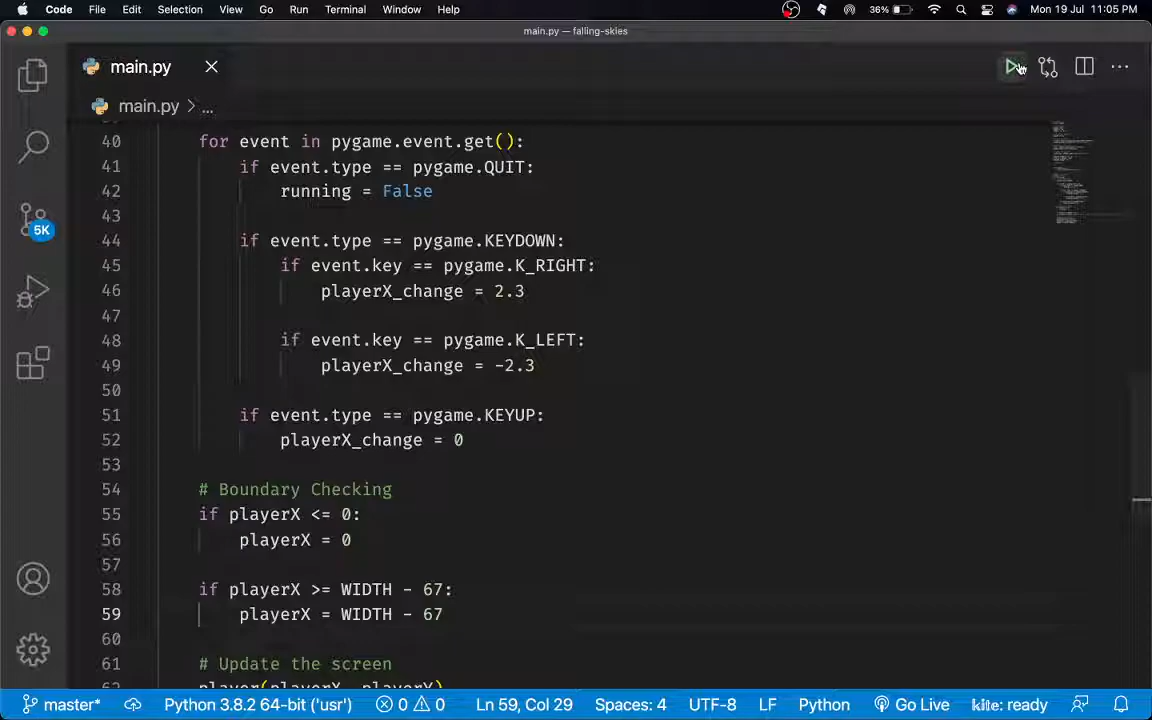 Code File Edit Selection View Go Run Terminal Window Help 36% Mon 19 Jul 11:05 PM
main.py — falling-skies
main.py
main.py > ...
40 for event in pygame.event.get():
41 if event.type == pygame.QUIT:
42 running = False
43
44 if event.type == pygame.KEYDOWN:
45 if event.key == pygame.K_RIGHT:
46 playerX_change = 2.3
47
48 if event.key == pygame.K_LEFT:
49 playerX_change = -2.3
50
51 if event.type == pygame.KEYUP:
52 playerX_change = 0
53
54 # Boundary Checking
55 if playerX <= 0:
56 playerX = 0
57
58 if playerX >= WIDTH - 67:
59 playerX = WIDTH - 67
60
61 # Update the screen
62 player(playerX, playerY)
5K
master* Python 3.8.2 64-bit ('usr') 0 0 Ln 59, Col 29 Spaces: 4 UTF-8 LF Python Go Live kite: ready